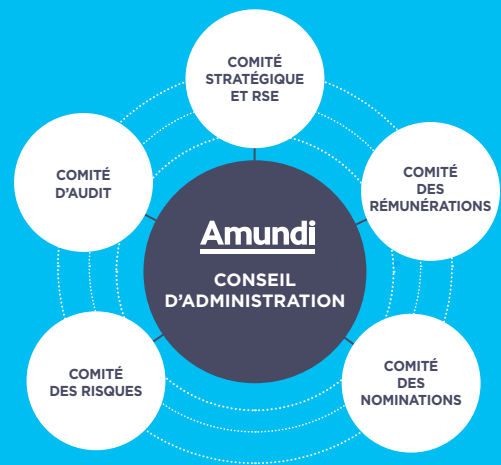 COMITÉ
STRATÉGIQUE
ET RSE
COMITÉ
D'AUDIT
COMITÉ
DES
RÉMUNÉRATIONS
Amundi
CONSEIL
D'ADMINISTRATION
COMITÉ
DES RISQUES
COMITÉ
DES
NOMINATIONS